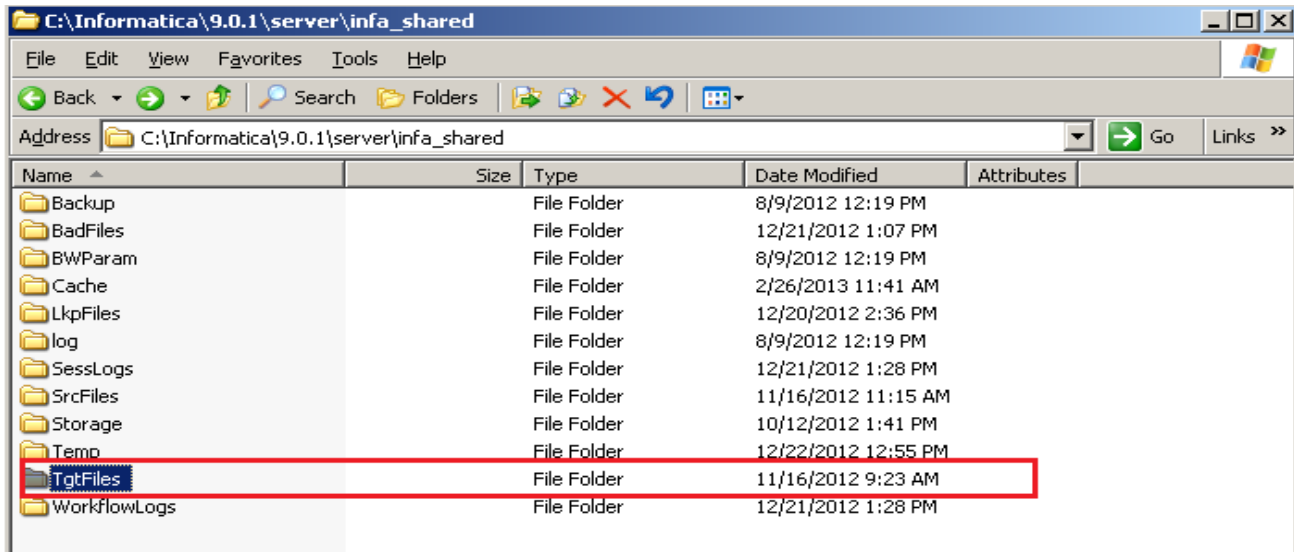 C:\Informatica\9.0.1\server\infa_shared
File Edit View Favorites Tools Help
Back Search Folders
Address C:\Informatica\9.0.1\server\infa_shared Go Links »
Name Size Type Date Modified Attributes
Backup File Folder 8/9/2012 12:19 PM
BadFiles File Folder 12/21/2012 1:07 PM
BWParam File Folder 8/9/2012 12:19 PM
Cache File Folder 2/26/2013 11:41 AM
LkpFiles File Folder 12/20/2012 2:36 PM
log File Folder 8/9/2012 12:19 PM
SessLogs File Folder 12/21/2012 1:28 PM
SrcFiles File Folder 11/16/2012 11:15 AM
Storage File Folder 10/12/2012 1:41 PM
Temp File Folder 12/22/2012 12:55 PM
TgtFiles File Folder 11/16/2012 9:23 AM
WorkflowLogs File Folder 12/21/2012 1:28 PM